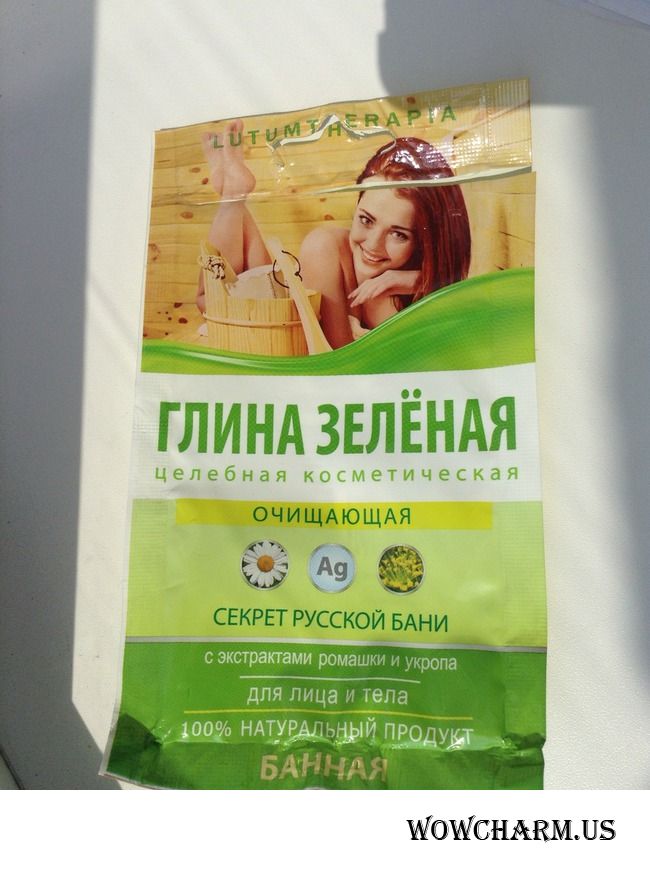 LUTUMTHERAPIA
ГЛИНА ЗЕЛЁНАЯ
целебная косметическая
ОЧИЩАЮЩАЯ
Ag
СЕКРЕТ РУССКОЙ БАНИ
с экстрактами ромашки и укропа
для лица и тела
100% НАТУРАЛЬНЫЙ ПРОДУКТ
БАННАЯ
WOWCHARM.US